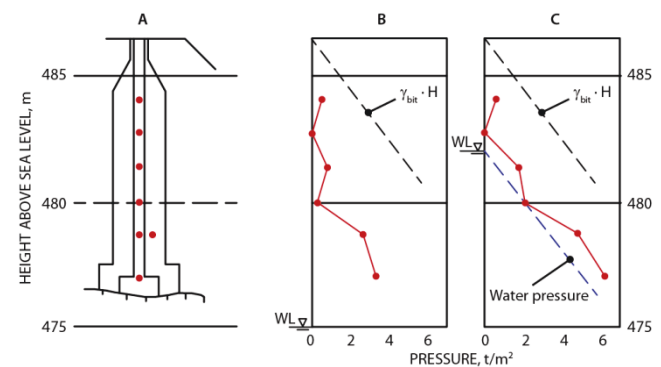 A
B
C
HEIGHT ABOVE SEA LEVEL, m
485
480
475
γbit · H
WL
0 2 4 6
γbit · H
WL
Water pressure
0 2 4 6
485
480
475
PRESSURE, t/m²